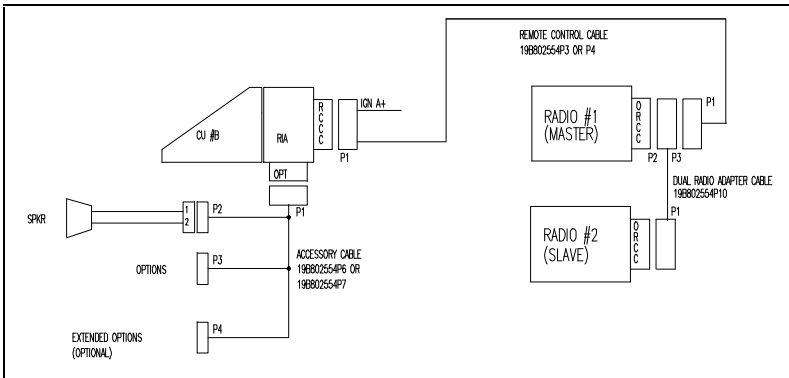 REMOTE CONTROL CABLE
19B802554P3 OR P4
IGN A+
RCCC
CU #B
RIA
P1
OPT
P1
RADIO #1
(MASTER)
ORCC
P2
P3
P1
DUAL RADIO ADAPTER CABLE
19B802554P10
P1
RADIO #2
(SLAVE)
ORCC
SPKR
1
2
P2
ACCESSORY CABLE
19B802554P6 OR
19B802554P7
OPTIONS
P3
EXTENDED OPTIONS
(OPTIONAL)
P4